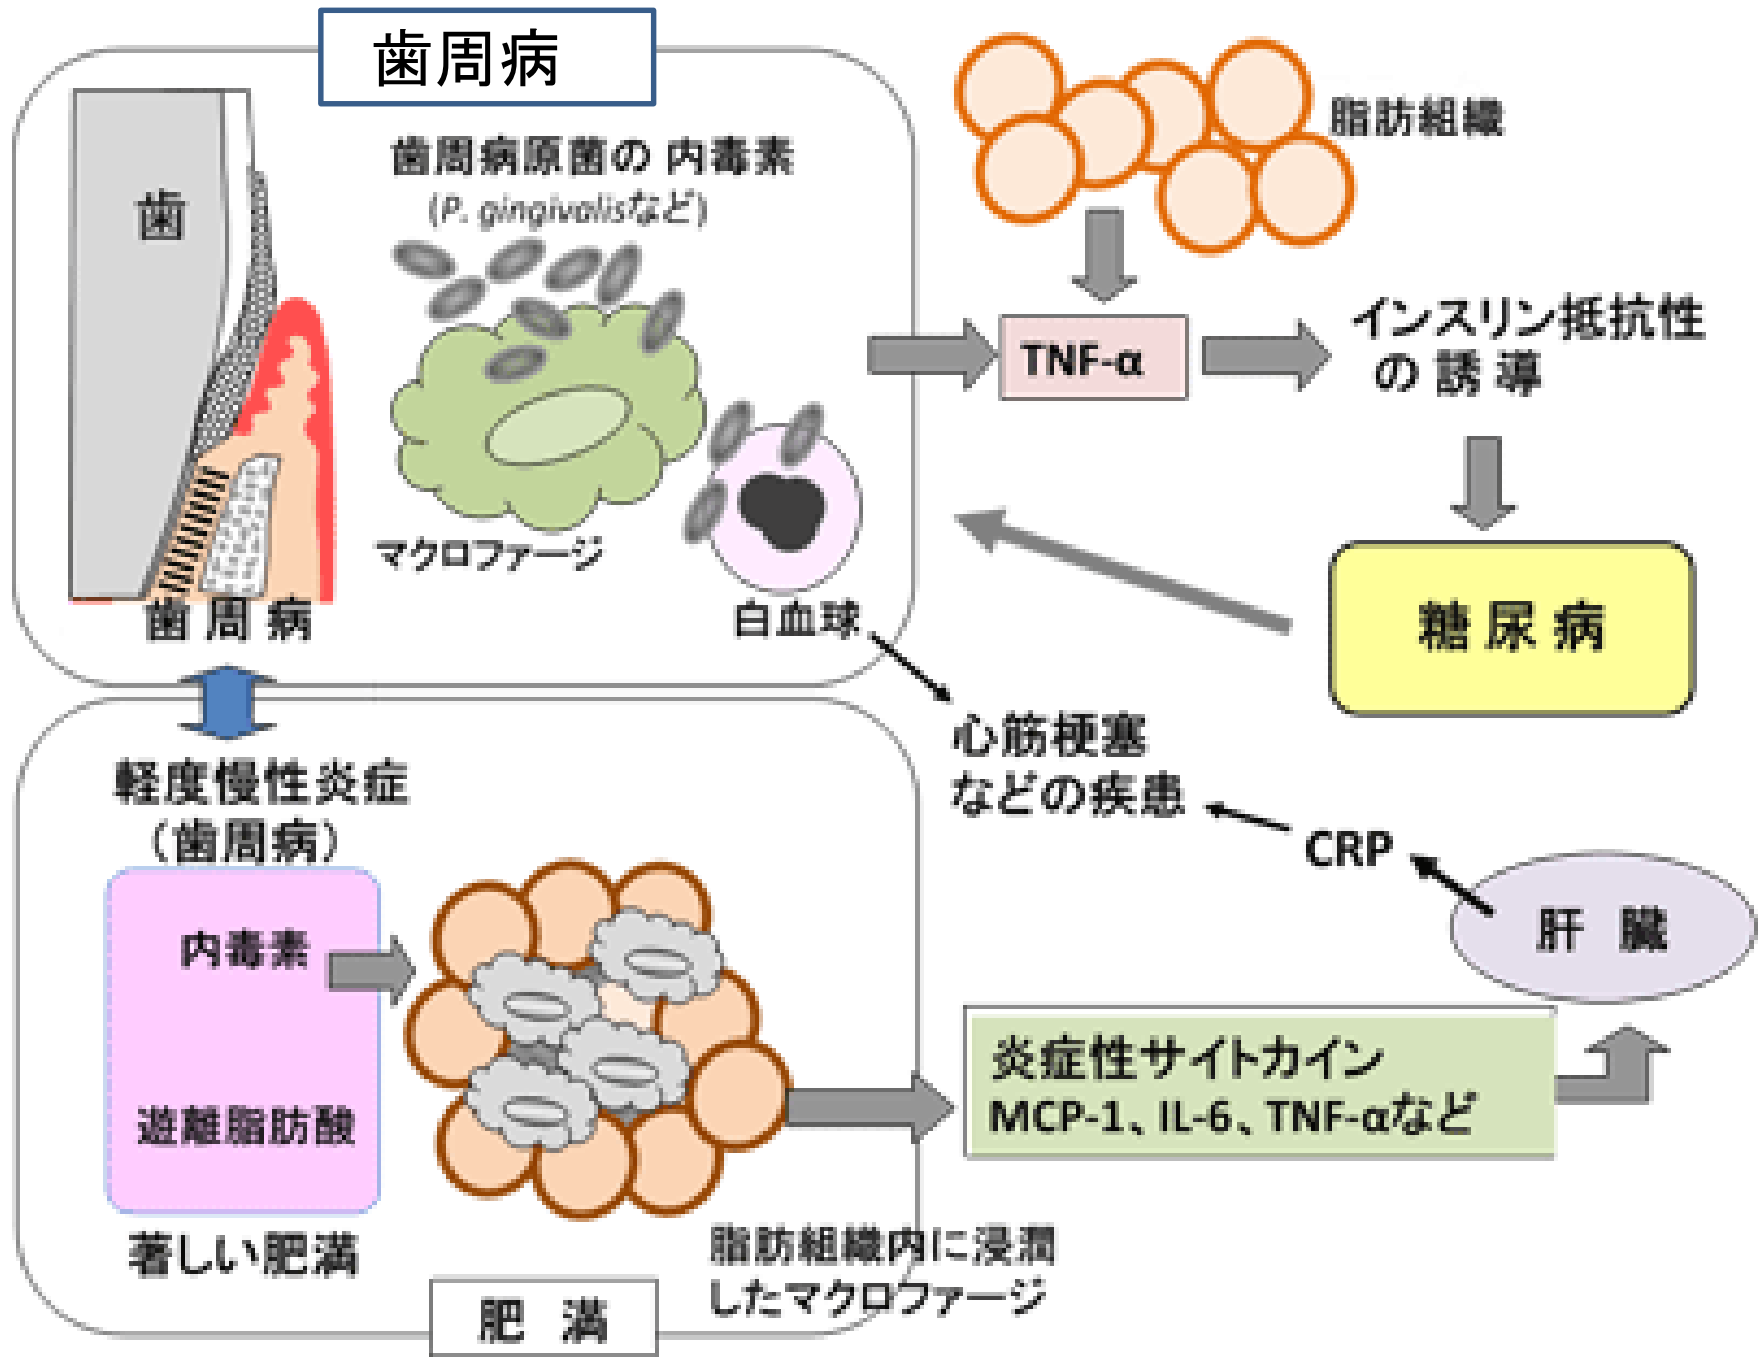 歯周病
歯周病原菌の 内毒素
(P. gingivalisなど)
歯
マクロファージ
白血球
歯 周 病
脂肪組織
TNF-α
インスリン抵抗性
の 誘 導
糖 尿 病
心筋梗塞
などの疾患
CRP
肝 臓
軽度慢性炎症
(歯周病)
内毒素
遊離脂肪酸
著しい肥満
炎症性サイトカイン
MCP-1、IL-6、TNF-αなど
脂肪組織内に浸潤
したマクロファージ
肥 満